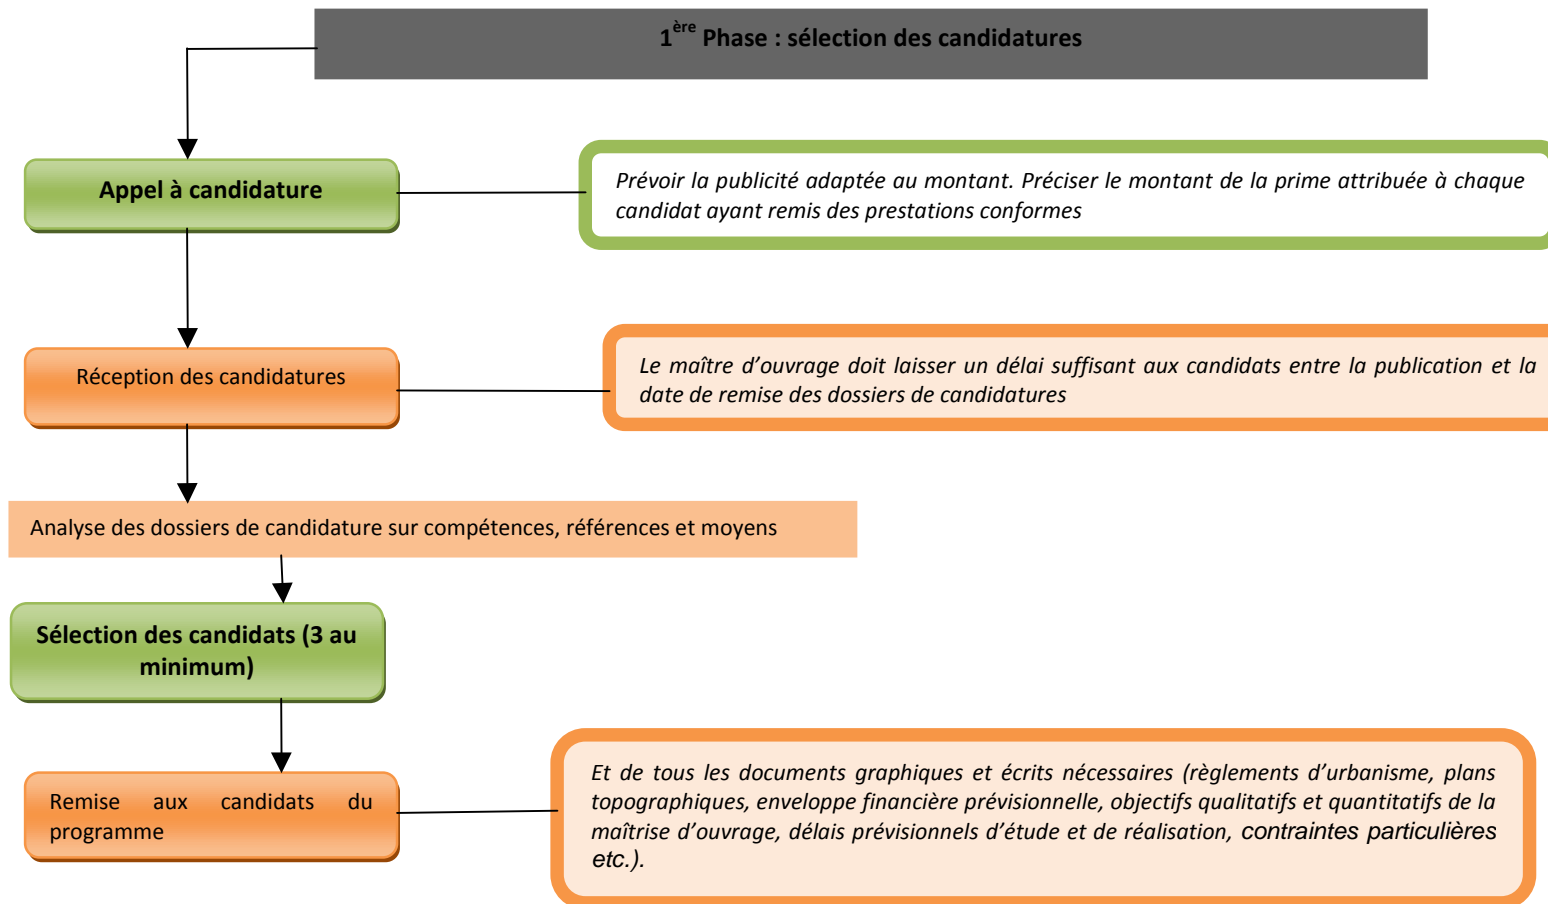 1ère Phase : sélection des candidatures
Appel à candidature
Prévoir la publicité adaptée au montant. Préciser le montant de la prime attribuée à chaque
candidat ayant remis des prestations conformes
Réception des candidatures
Le maître d’ouvrage doit laisser un délai suffisant aux candidats entre la publication et la
date de remise des dossiers de candidatures
Analyse des dossiers de candidature sur compétences, références et moyens
Sélection des candidats (3 au
minimum)
Remise aux candidats du
programme
Et de tous les documents graphiques et écrits nécessaires (règlements d’urbanisme, plans
topographiques, enveloppe financière prévisionnelle, objectifs qualitatifs et quantitatifs de la
maîtrise d’ouvrage, délais prévisionnels d’étude et de réalisation, contraintes particulières
etc.).